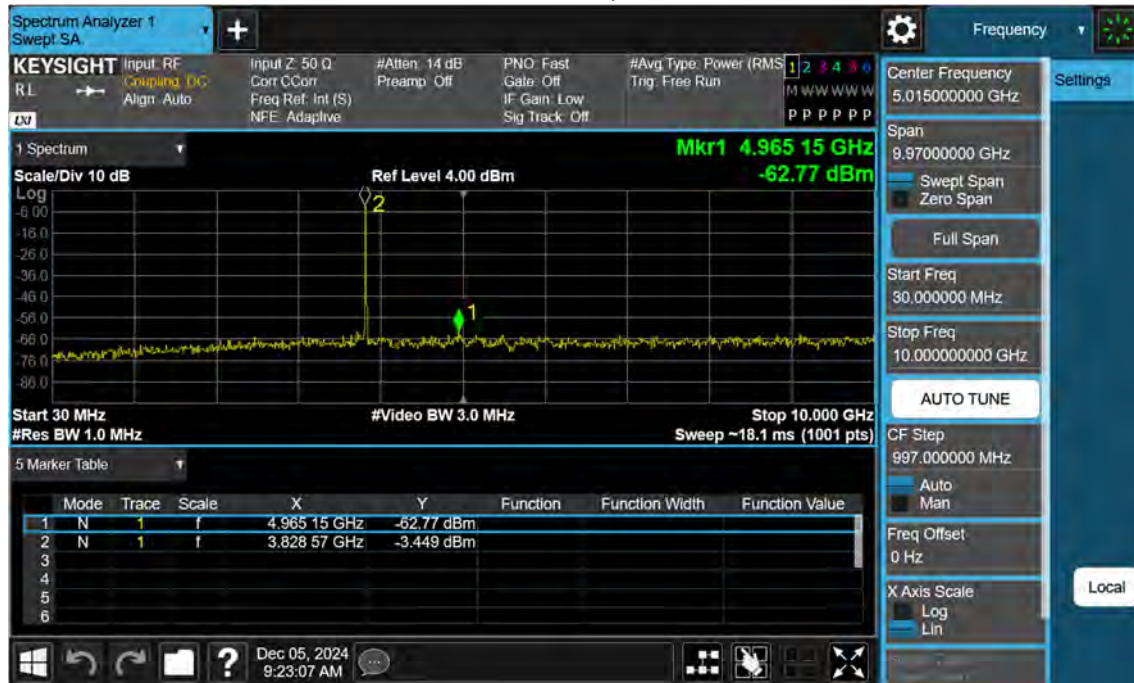 Spectrum Analyzer 1
Swept SA
Frequency
KEYSIGHT
RL
LXI
Input: RF
Coupling: DC
Align: Auto
Input Z: 50 Ω
Corr CCorr
Freq Ref: Int (S)
NFE: Adaptive
#Atten: 14 dB
Preamp: Off
PNO: Fast
Gate: Off
IF Gain: Low
Sig Track: Off
#Avg Type: Power (RMS
Trig: Free Run
1 2 3 4 5 6
M W W W W W
P P P P P P
1 Spectrum
Scale/Div 10 dB
Ref Level 4.00 dBm
Mkr1 4.965 15 GHz
-62.77 dBm
Log
-6.00
-16.0
-26.0
-36.0
-46.0
-56.0
-66.0
-76.0
-86.0
2
1
Start 30 MHz
#Video BW 3.0 MHz
Stop 10.000 GHz
#Res BW 1.0 MHz
Sweep ~18.1 ms (1001 pts)
5 Marker Table
Mode Trace Scale X Y Function Function Width Function Value
1 N 1 f 4.965 15 GHz -62.77 dBm
2 N 1 f 3.828 57 GHz -3.449 dBm
3
4
5
6
?
Dec 05, 2024
9:23:07 AM
Center Frequency
5.015000000 GHz
Span
9.97000000 GHz
Swept Span
Zero Span
Full Span
Start Freq
30.000000 MHz
Stop Freq
10.000000000 GHz
AUTO TUNE
CF Step
997.000000 MHz
Auto
Man
Freq Offset
0 Hz
X Axis Scale
Log
Lin
Settings
Local